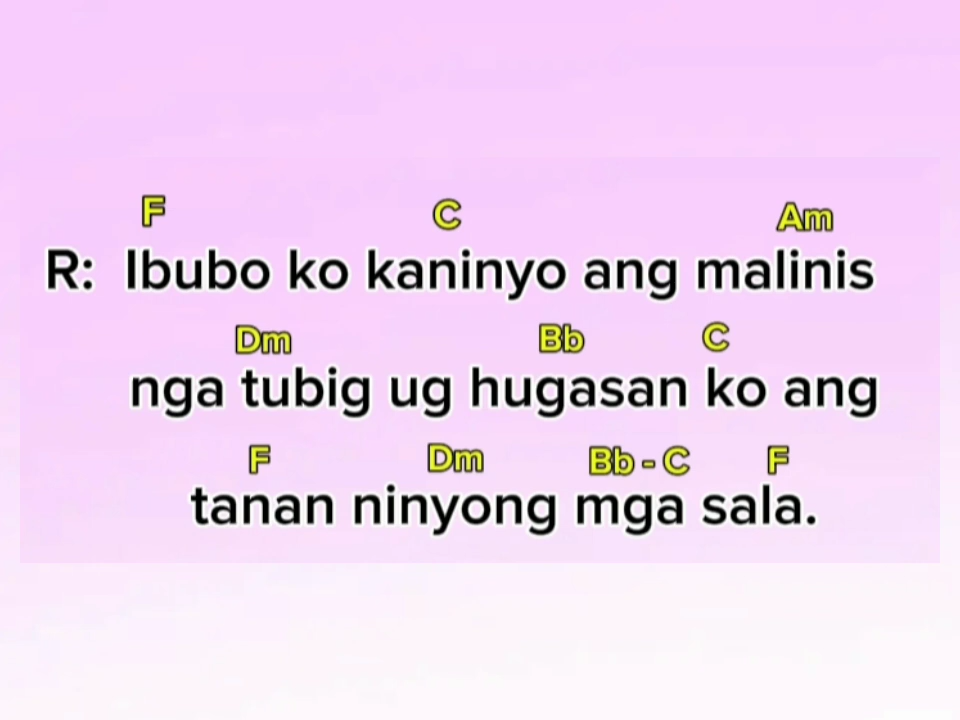 F C Am
R: Ibubo ko kaninyo ang malinis
Dm Bb C
nga tubig ug hugasan ko ang
F Dm Bb - C F
tanan ninyong mga sala.